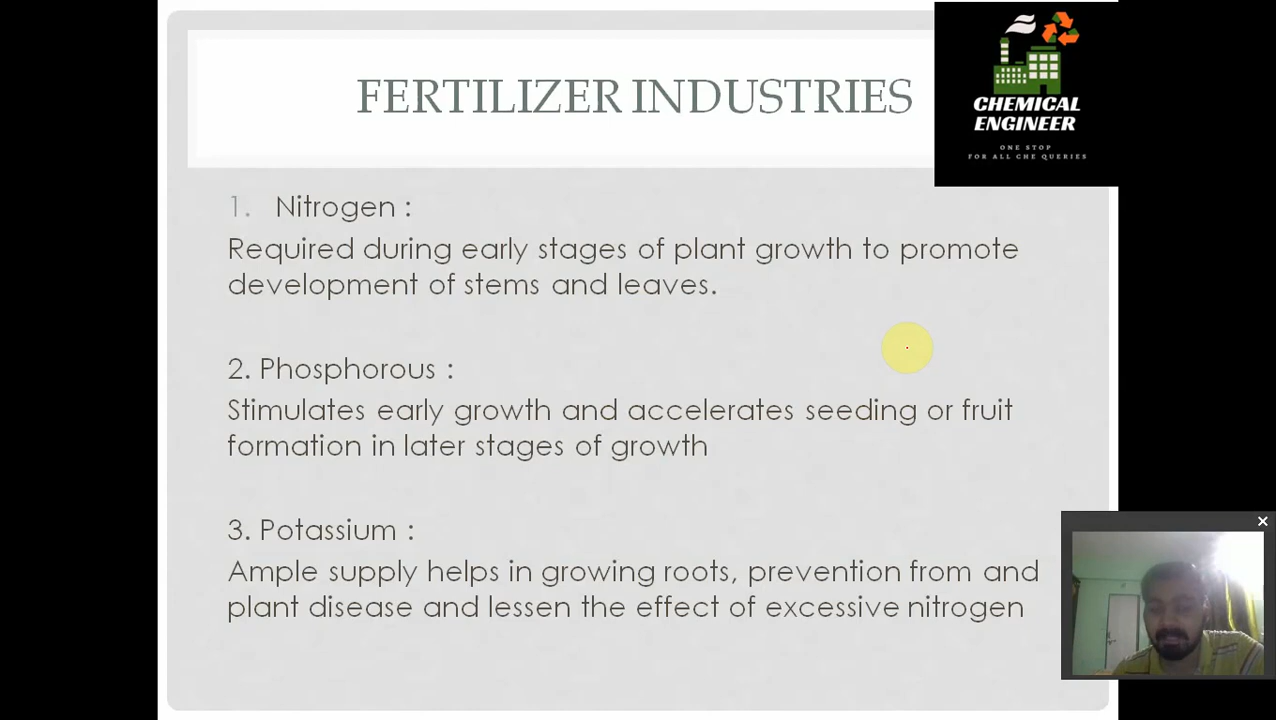 FERTILIZER INDUSTRIES
CHEMICAL
ENGINEER
ONE STOP
FOR ALL CHE QUERIES
1. Nitrogen :
Required during early stages of plant growth to promote
development of stems and leaves.
2. Phosphorous :
Stimulates early growth and accelerates seeding or fruit
formation in later stages of growth
3. Potassium :
Ample supply helps in growing roots, prevention from and
plant disease and lessen the effect of excessive nitrogen